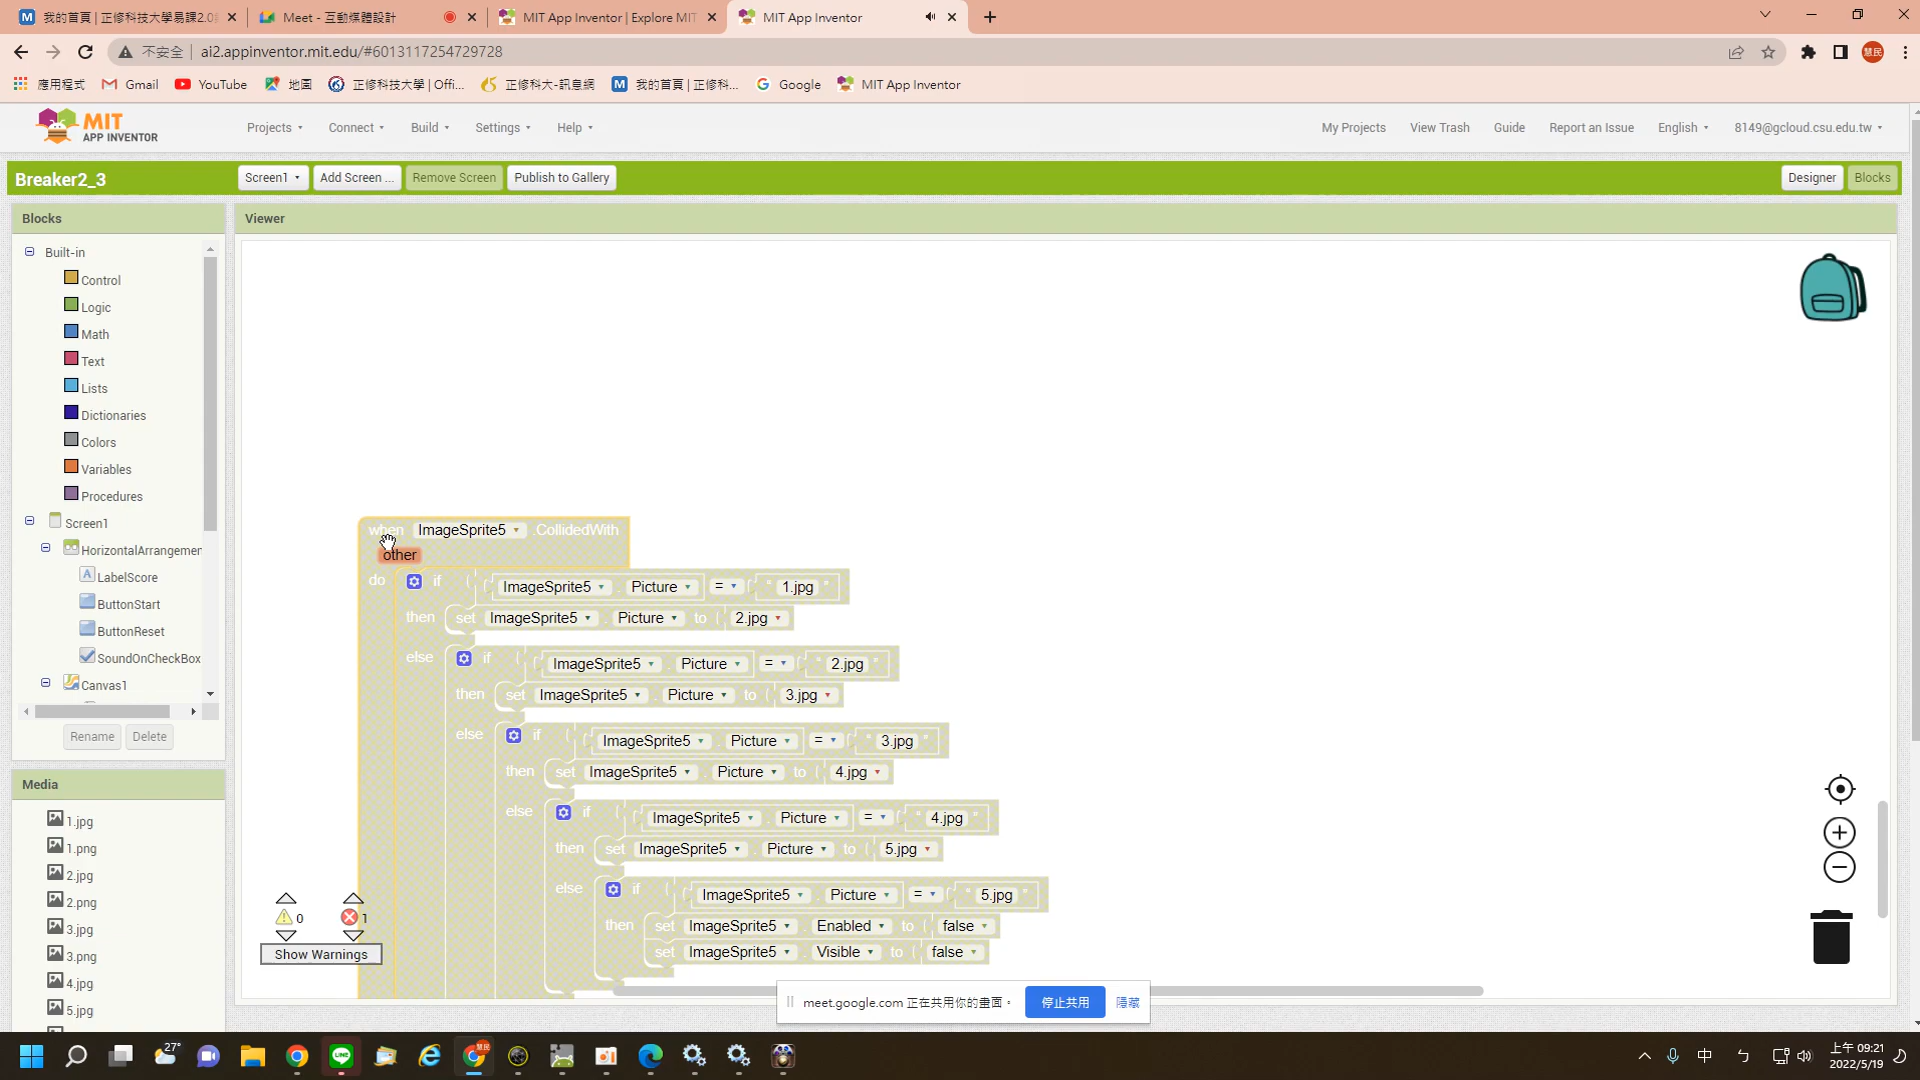 我的首頁 | 正修科技大學易課2.0
Meet - 互動媒體設計
MIT App Inventor | Explore MIT
MIT App Inventor
不安全 | ai2.appinventor.mit.edu/#6013117254729728
應用程式
Gmail
YouTube
地圖
正修科技大學 | Offi...
正修科大-訊息網
我的首頁 | 正修科...
Google
MIT App Inventor
MIT
APP INVENTOR
Projects
Connect
Build
Settings
Help
My Projects
View Trash
Guide
Report an Issue
English
8149@gcloud.csu.edu.tw
Breaker2_3
Screen1
Add Screen ...
Remove Screen
Publish to Gallery
Designer
Blocks
Blocks
Viewer
Built-in
Control
Logic
Math
Text
Lists
Dictionaries
Colors
Variables
Procedures
Screen1
HorizontalArrangemen
LabelScore
ButtonStart
ButtonReset
SoundOnCheckBox
Canvas1
Rename
Delete
Media
1.jpg
1.png
2.jpg
2.png
3.jpg
3.png
4.jpg
5.jpg
when ImageSprite5 .CollidedWith
other
do if ImageSprite5 . Picture = " 1.jpg "
then set ImageSprite5 . Picture to 2.jpg
else if ImageSprite5 . Picture = " 2.jpg "
then set ImageSprite5 . Picture to 3.jpg
else if ImageSprite5 . Picture = " 3.jpg "
then set ImageSprite5 . Picture to 4.jpg
else if ImageSprite5 . Picture = " 4.jpg "
then set ImageSprite5 . Picture to 5.jpg
else if ImageSprite5 . Picture = " 5.jpg "
then set ImageSprite5 . Enabled to false
set ImageSprite5 . Visible to false
0
1
Show Warnings
meet.google.com 正在共用你的畫面。
停止共用
隱藏
27°
中
上午 09:21
2022/5/19